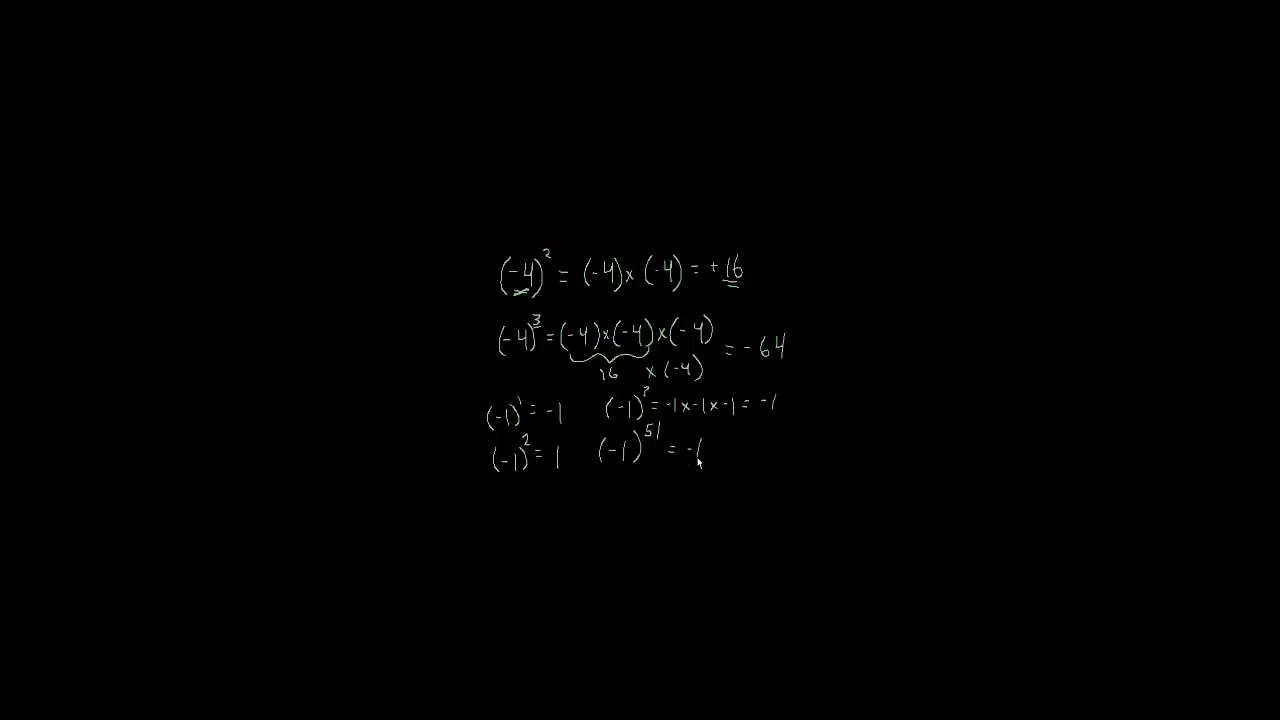 (-4)² = (-4) x (-4) = +16
(-4)³ = (-4) x (-4) x (-4) = -64
16 x (-4)
(-1)¹ = -1 (-1)³ = -1 x -1 x -1 = -1
(-1)² = 1 (-1)⁵¹ = -1